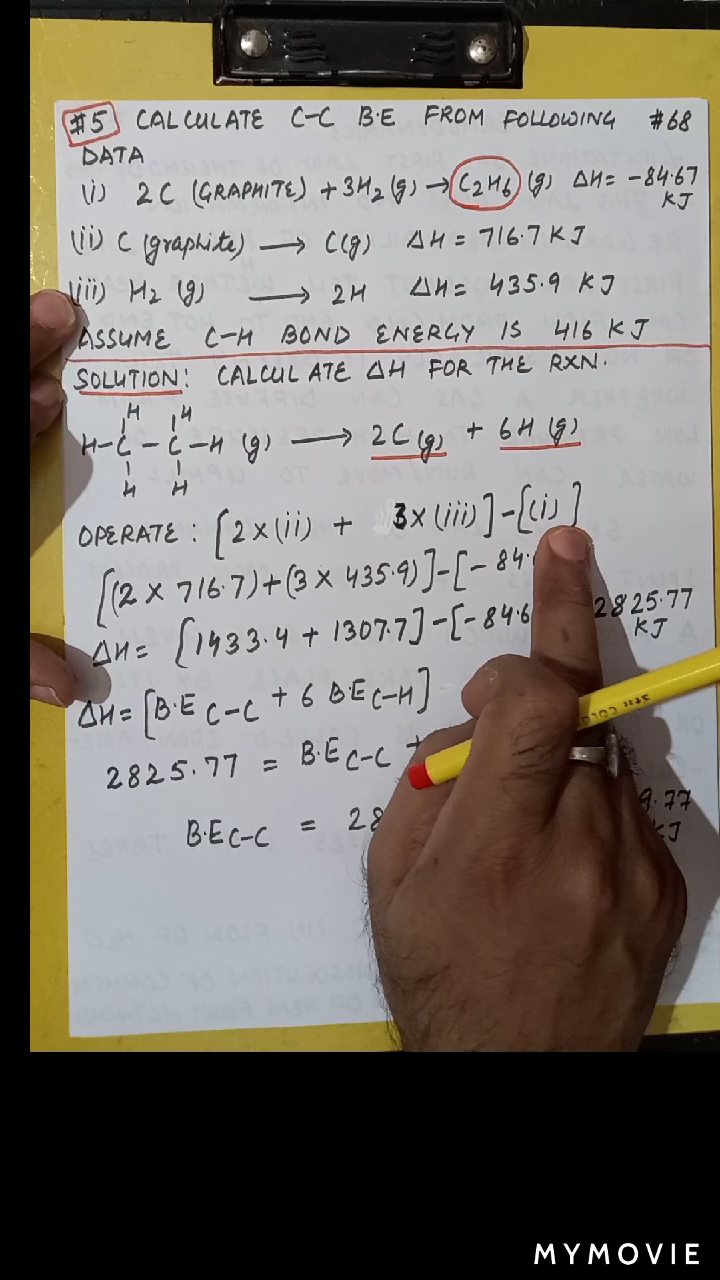 #5 CALCULATE C-C B.E FROM FOLLOWING #68
DATA
(i) 2C (GRAPHITE) + 3H₂(g) → C₂H₆ (g) ΔH = -84.67
KJ
(ii) C (graphite) → C(g) ΔH = 716.7 KJ
(iii) H₂ (g) → 2H ΔH = 435.9 KJ
ASSUME C-H BOND ENERGY IS 416 KJ
SOLUTION: CALCULATE ΔH FOR THE RXN.
H H
H-C-C-H (g) → 2C(g) + 6H(g)
H H
OPERATE: [2×(ii) + 3×(iii)] - [(i)]
[(2 × 716.7) + (3 × 435.9)] - [-84.
ΔH = [1433.4 + 1307.7] - [-84.6 2825.77
KJ
ΔH = [B.E C-C + 6 B.E C-H]
2825.77 = B.E C-C +
B.E C-C = 28 9.77
KJ
MYMOVIE